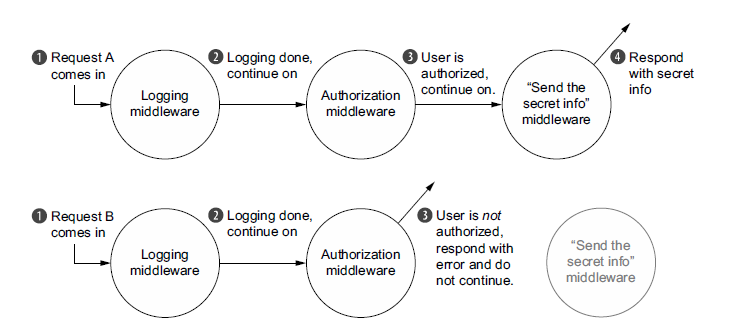 1 Request A
comes in
Logging
middleware
2 Logging done,
continue on
Authorization
middleware
3 User is
authorized,
continue on.
“Send the
secret info”
middleware
4 Respond
with secret
info
1 Request B
comes in
Logging
middleware
2 Logging done,
continue on
Authorization
middleware
3 User is not
authorized,
respond with
error and do
not continue.
“Send the
secret info”
middleware